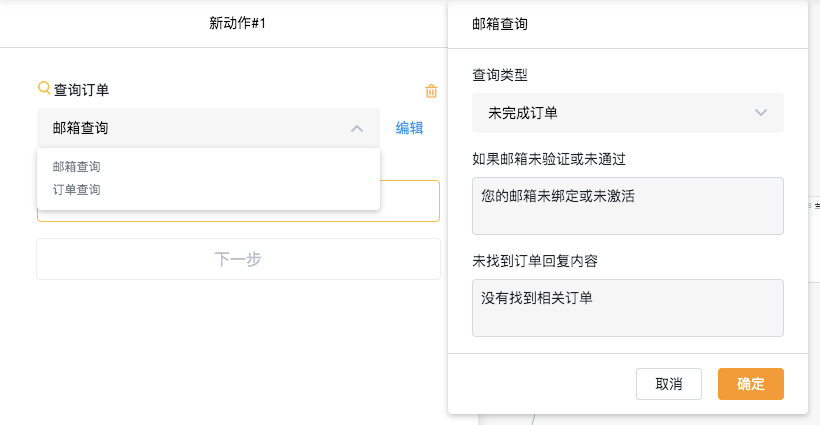 新动作#1
查询订单
邮箱查询
编辑
邮箱查询
订单查询
下一步
邮箱查询
查询类型
未完成订单
如果邮箱未验证或未通过
您的邮箱未绑定或未激活
未找到订单回复内容
没有找到相关订单
取消
确定